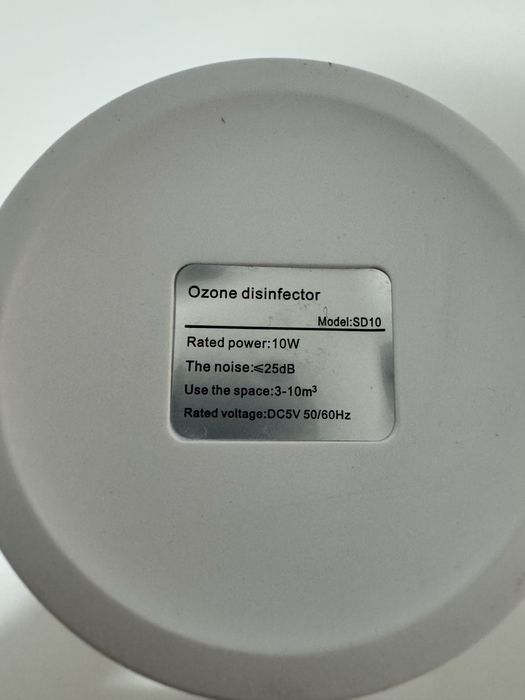 Ozone disinfector
Model:SD10
Rated power:10W
The noise:≤25dB
Use the space:3-10m³
Rated voltage:DC5V 50/60Hz